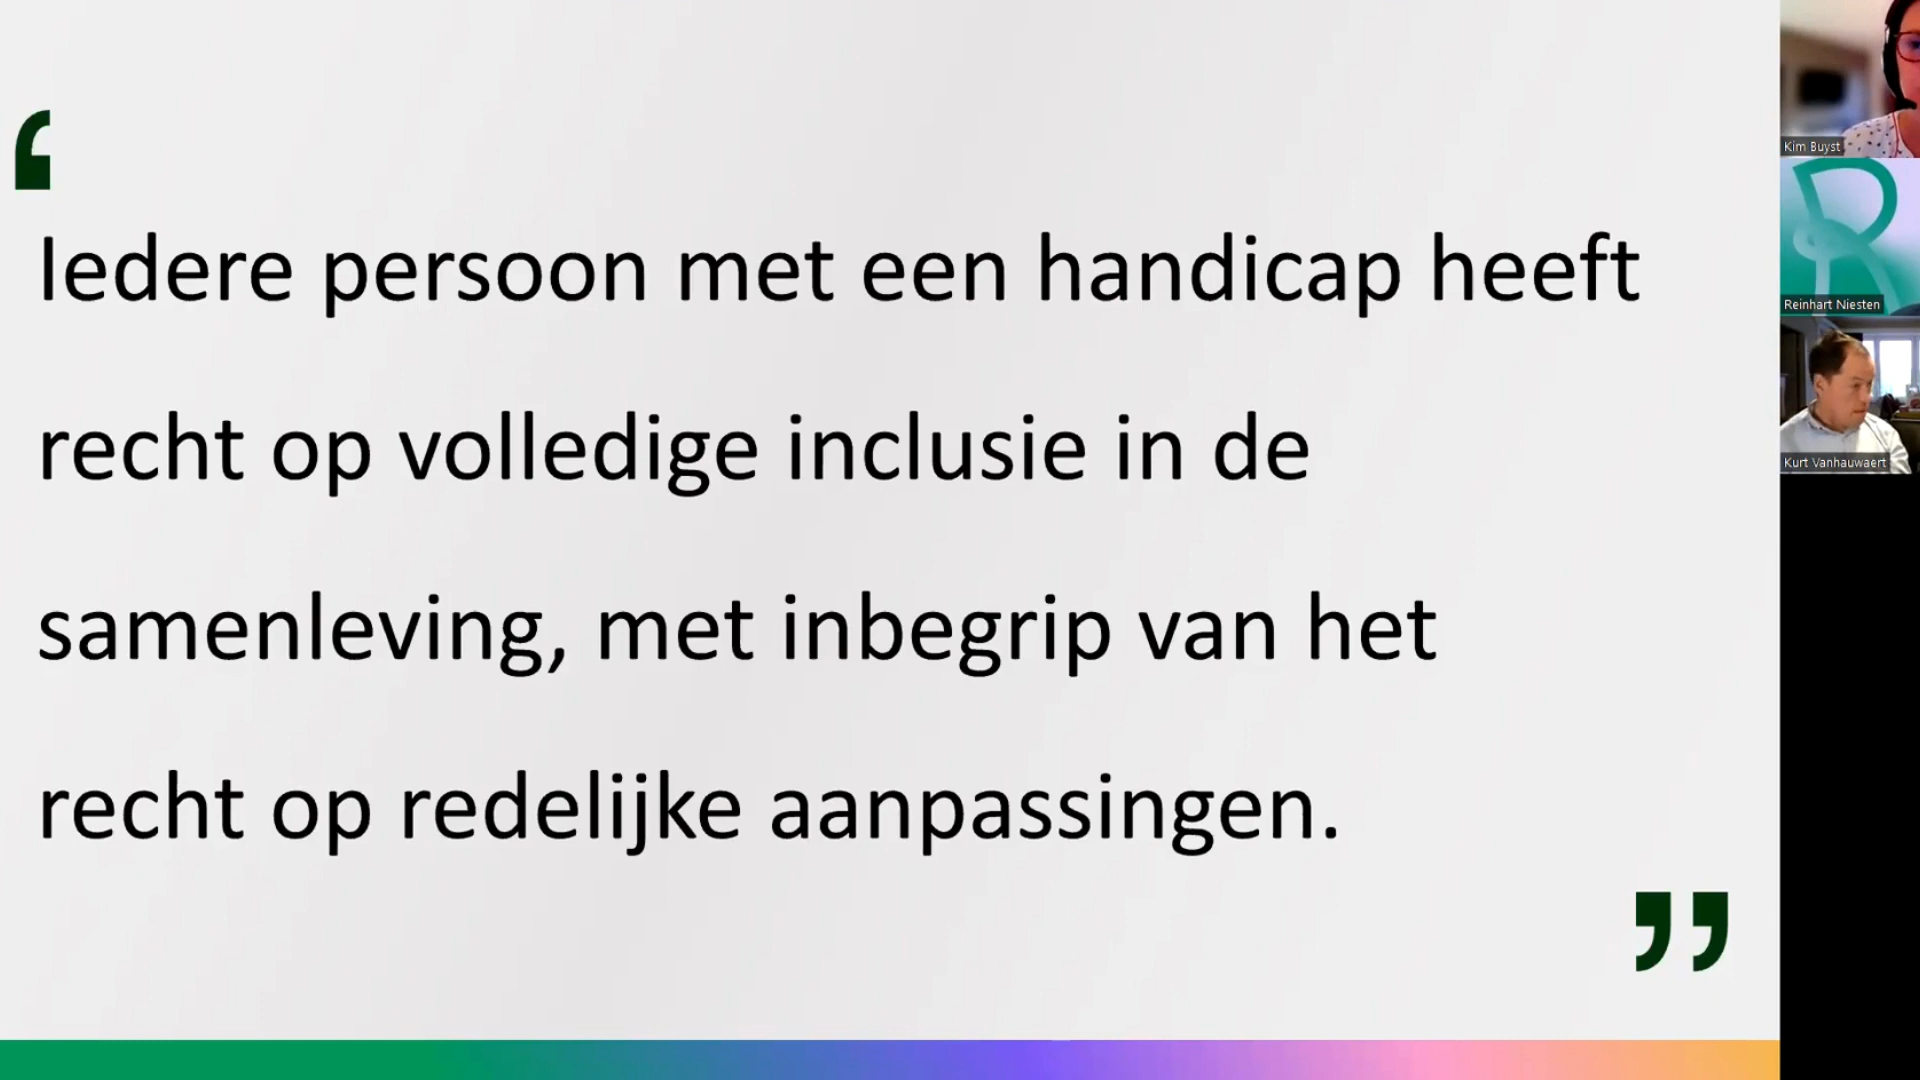 ‘
Iedere persoon met een handicap heeft
recht op volledige inclusie in de
samenleving, met inbegrip van het
recht op redelijke aanpassingen.
”
Kim Buyst
Reinhart Niesten
Kurt Vanhauwaert